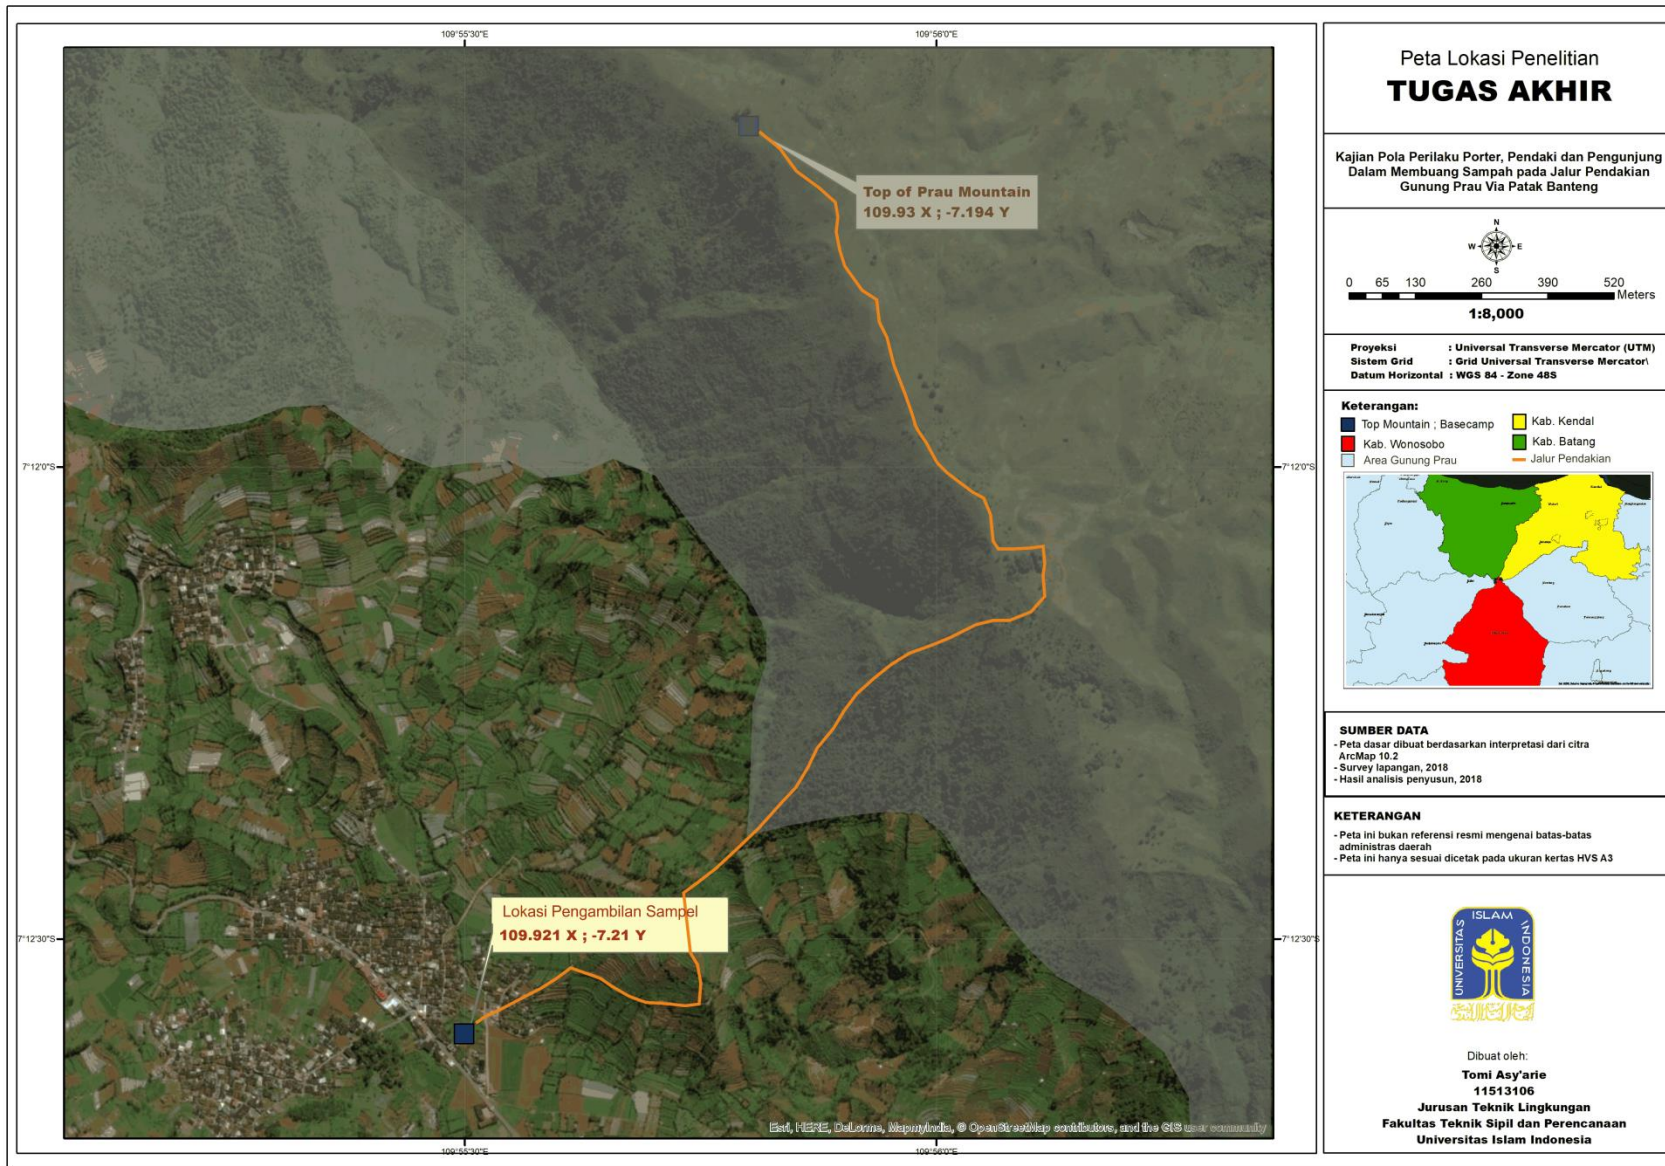 109°55'30"E
109°56'0"E
7°12'0"S
7°12'0"S
7°12'30"S
7°12'30"S
109°55'30"E
109°56'0"E
Top of Prau Mountain
109.93 X ; -7.194 Y
Lokasi Pengambilan Sampel
109.921 X ; -7.21 Y
Esri, HERE, DeLorme, MapmyIndia, © OpenStreetMap contributors, and the GIS user community
Peta Lokasi Penelitian
TUGAS AKHIR
Kajian Pola Perilaku Porter, Pendaki dan Pengunjung
Dalam Membuang Sampah pada Jalur Pendakian
Gunung Prau Via Patak Banteng
N
W E
S
0 65 130 260 390 520
Meters
1:8,000
Proyeksi : Universal Transverse Mercator (UTM)
Sistem Grid : Grid Universal Transverse Mercator\
Datum Horizontal : WGS 84 - Zone 48S
Keterangan:
Top Mountain ; Basecamp
Kab. Wonosobo
Area Gunung Prau
Kab. Kendal
Kab. Batang
Jalur Pendakian
SUMBER DATA
- Peta dasar dibuat berdasarkan interpretasi dari citra
ArcMap 10.2
- Survey lapangan, 2018
- Hasil analisis penyusun, 2018
KETERANGAN
- Peta ini bukan referensi resmi mengenai batas-batas
administras daerah
- Peta ini hanya sesuai dicetak pada ukuran kertas HVS A3
UNIVERSITAS ISLAM INDONESIA
Dibuat oleh:
Tomi Asy'arie
11513106
Jurusan Teknik Lingkungan
Fakultas Teknik Sipil dan Perencanaan
Universitas Islam Indonesia